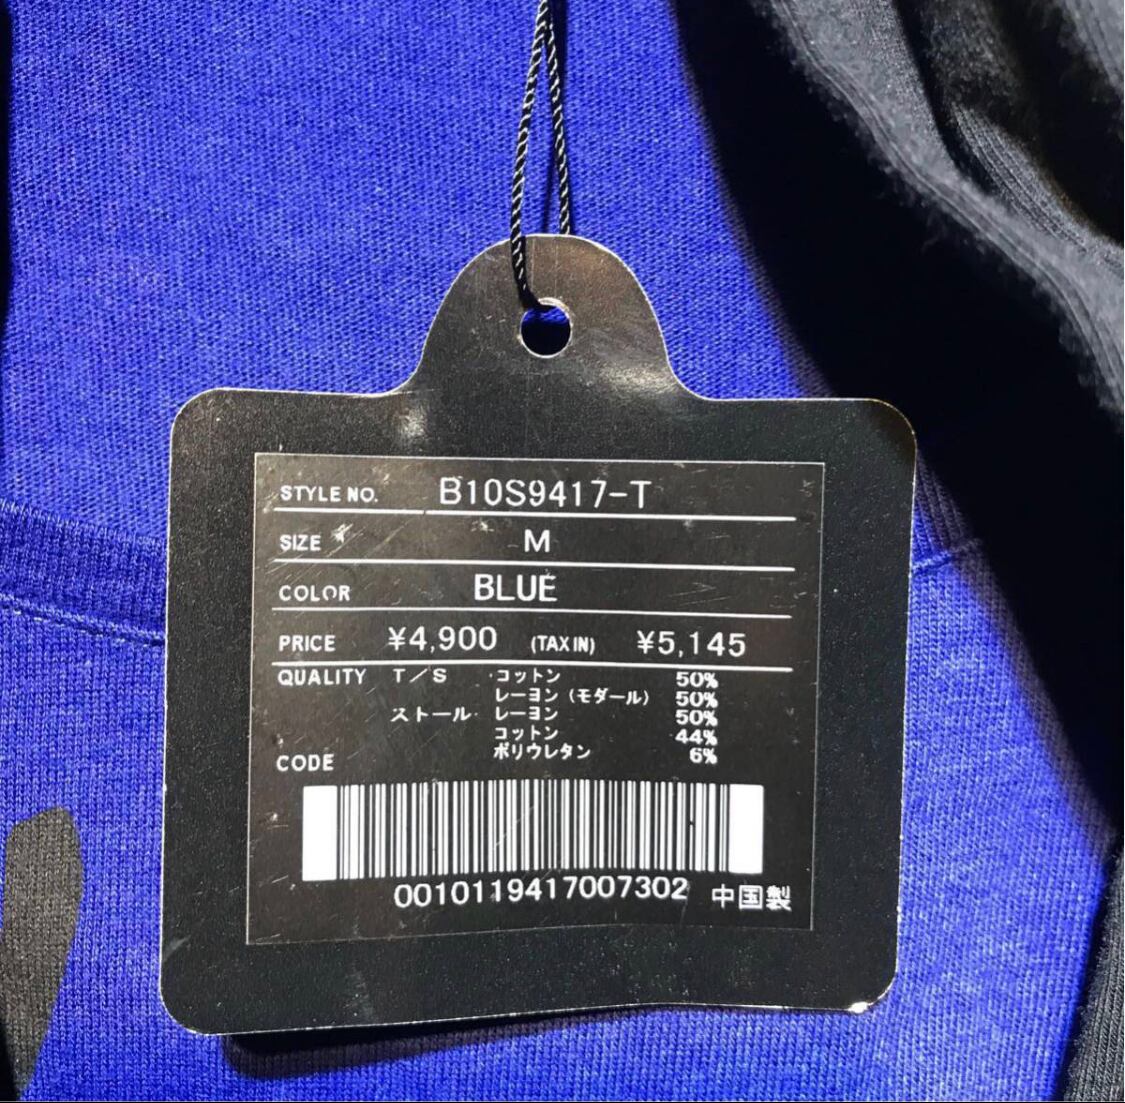 STYLE NO. B10S9417-T
SIZE M
COLOR BLUE
PRICE ¥4,900 (TAX IN) ¥5,145
QUALITY T/S コットン 50%
レーヨン(モダール) 50%
ストール レーヨン 50%
コットン 44%
ポリウレタン 6%
CODE
0010119417007302 中国製